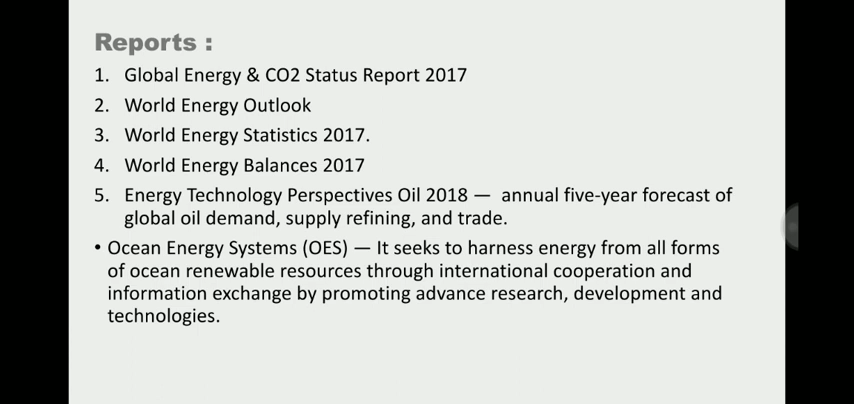 Reports :
1. Global Energy & CO2 Status Report 2017
2. World Energy Outlook
3. World Energy Statistics 2017.
4. World Energy Balances 2017
5. Energy Technology Perspectives Oil 2018 — annual five-year forecast of
global oil demand, supply refining, and trade.
• Ocean Energy Systems (OES) — It seeks to harness energy from all forms
of ocean renewable resources through international cooperation and
information exchange by promoting advance research, development and
technologies.